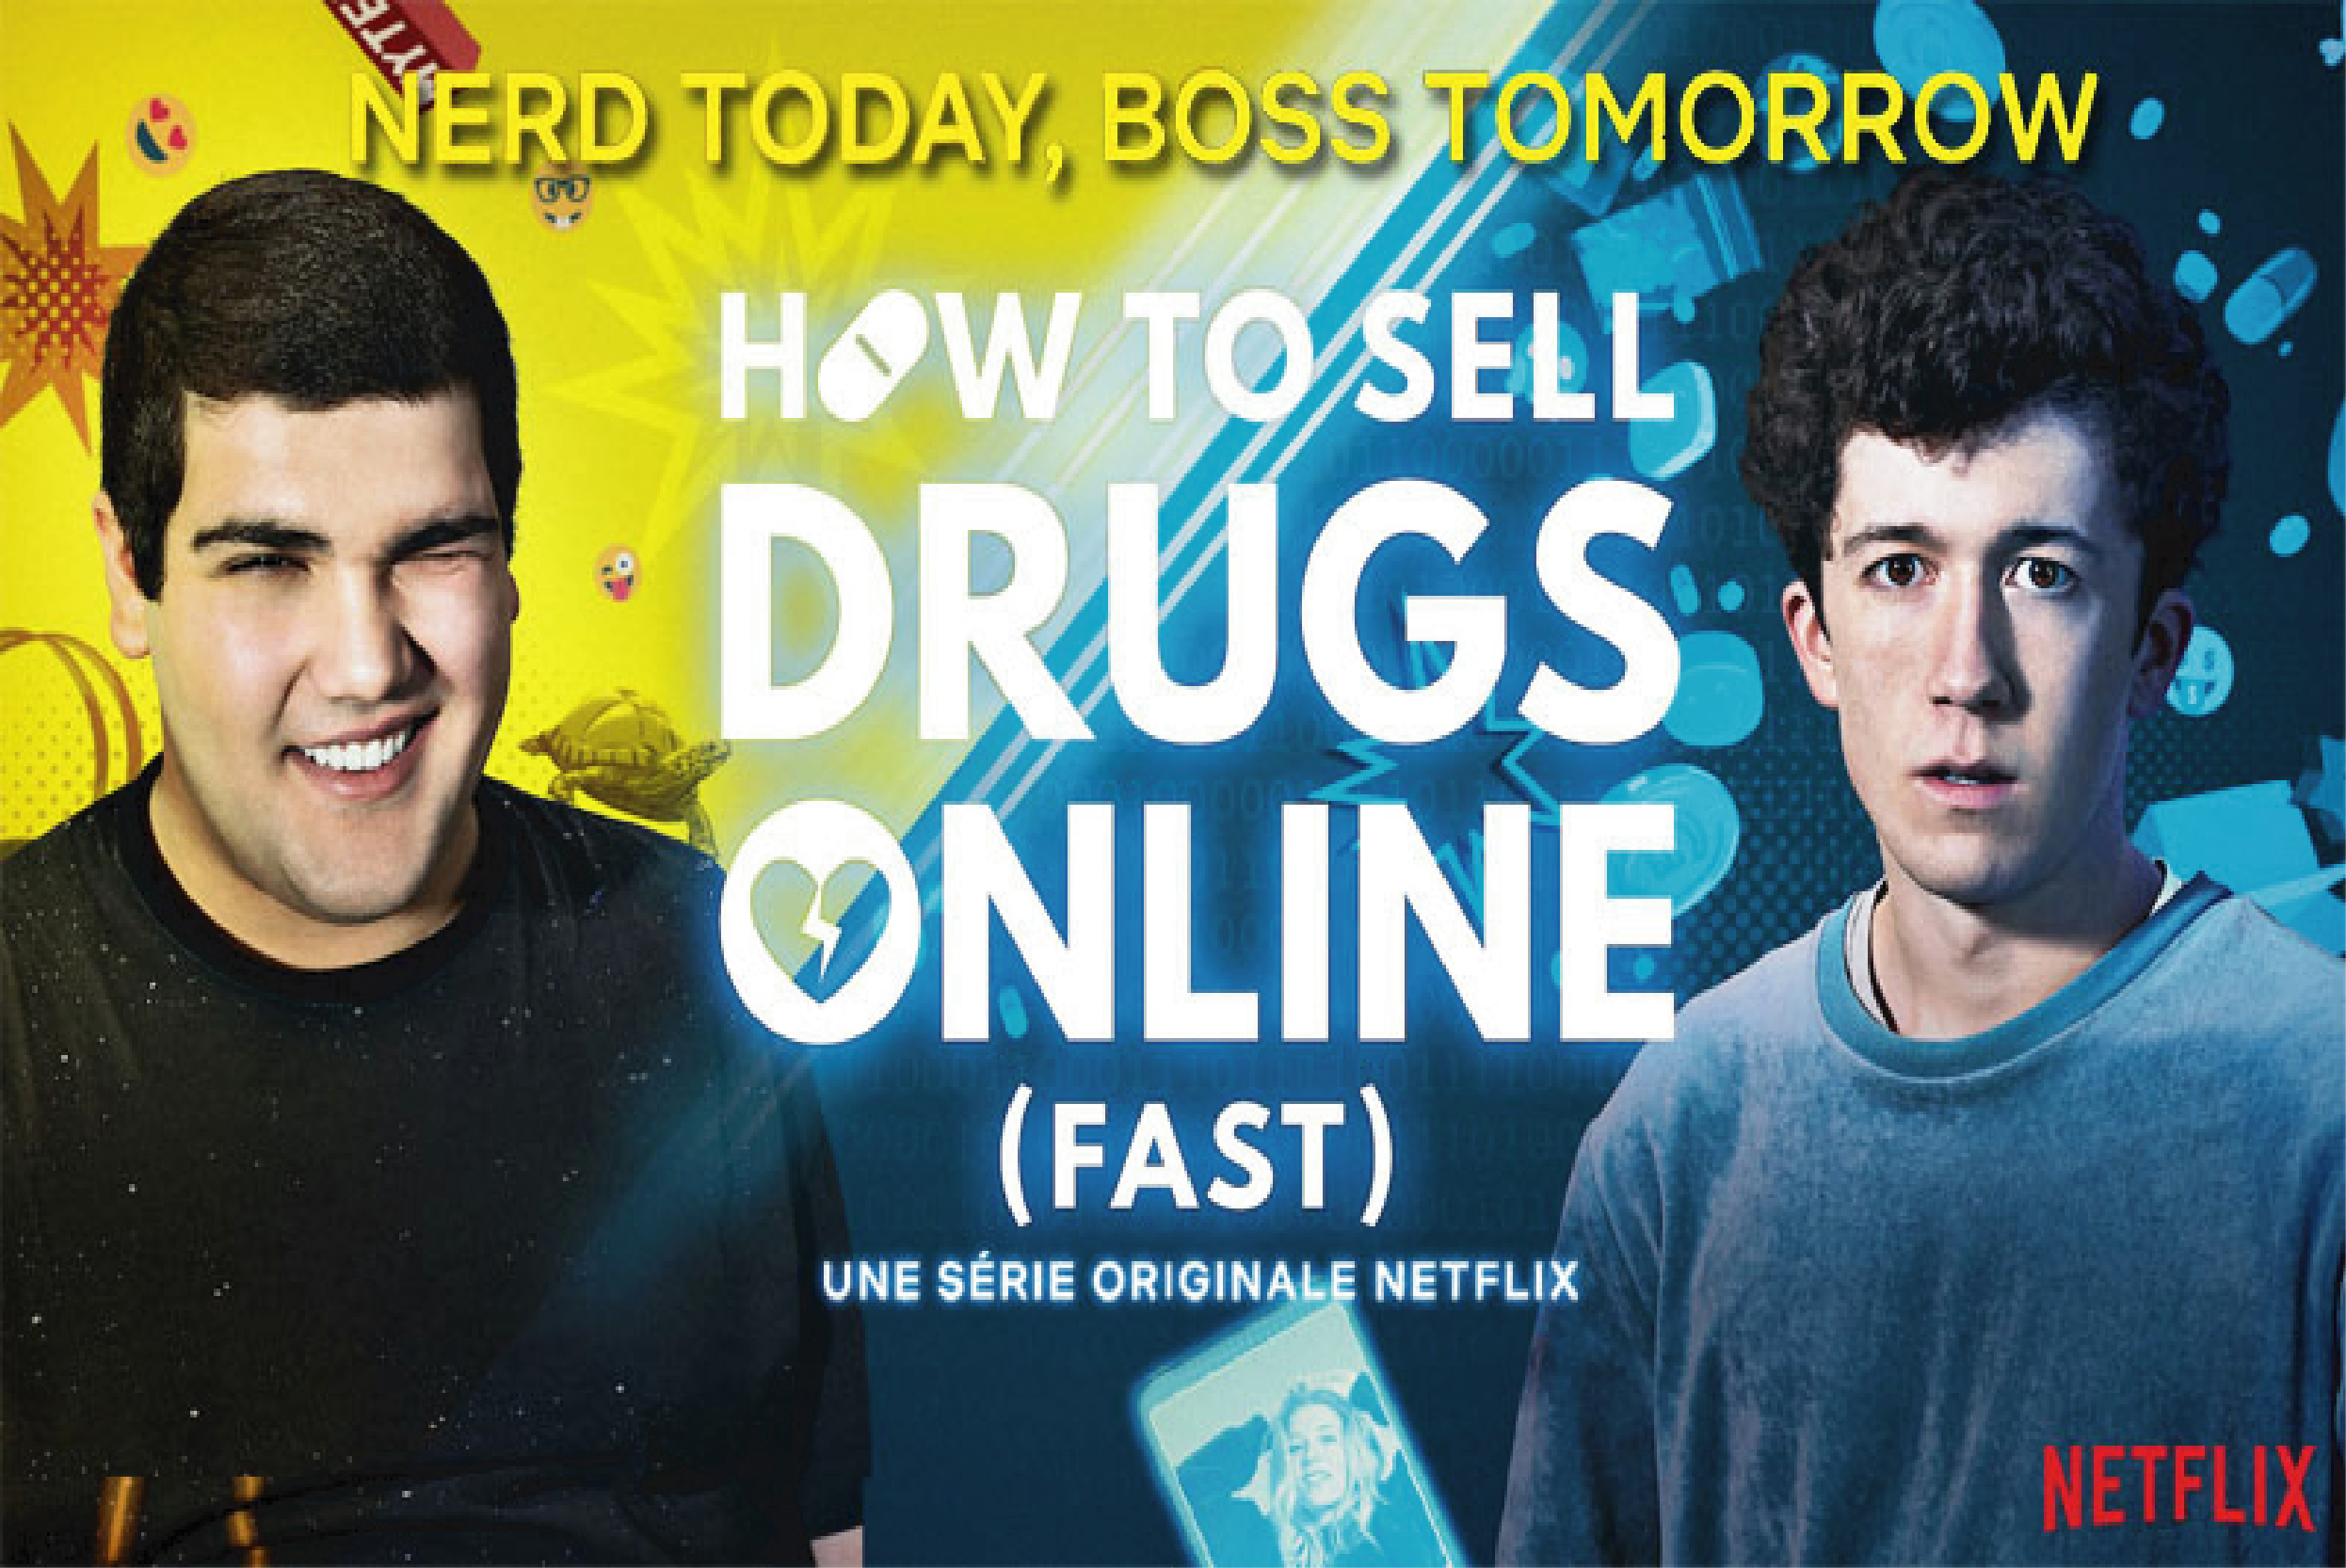 NERD TODAY, BOSS TOMORROW
HOW TO SELL
DRUGS
ONLINE
(FAST)
UNE SÉRIE ORIGINALE NETFLIX
NETFLIX